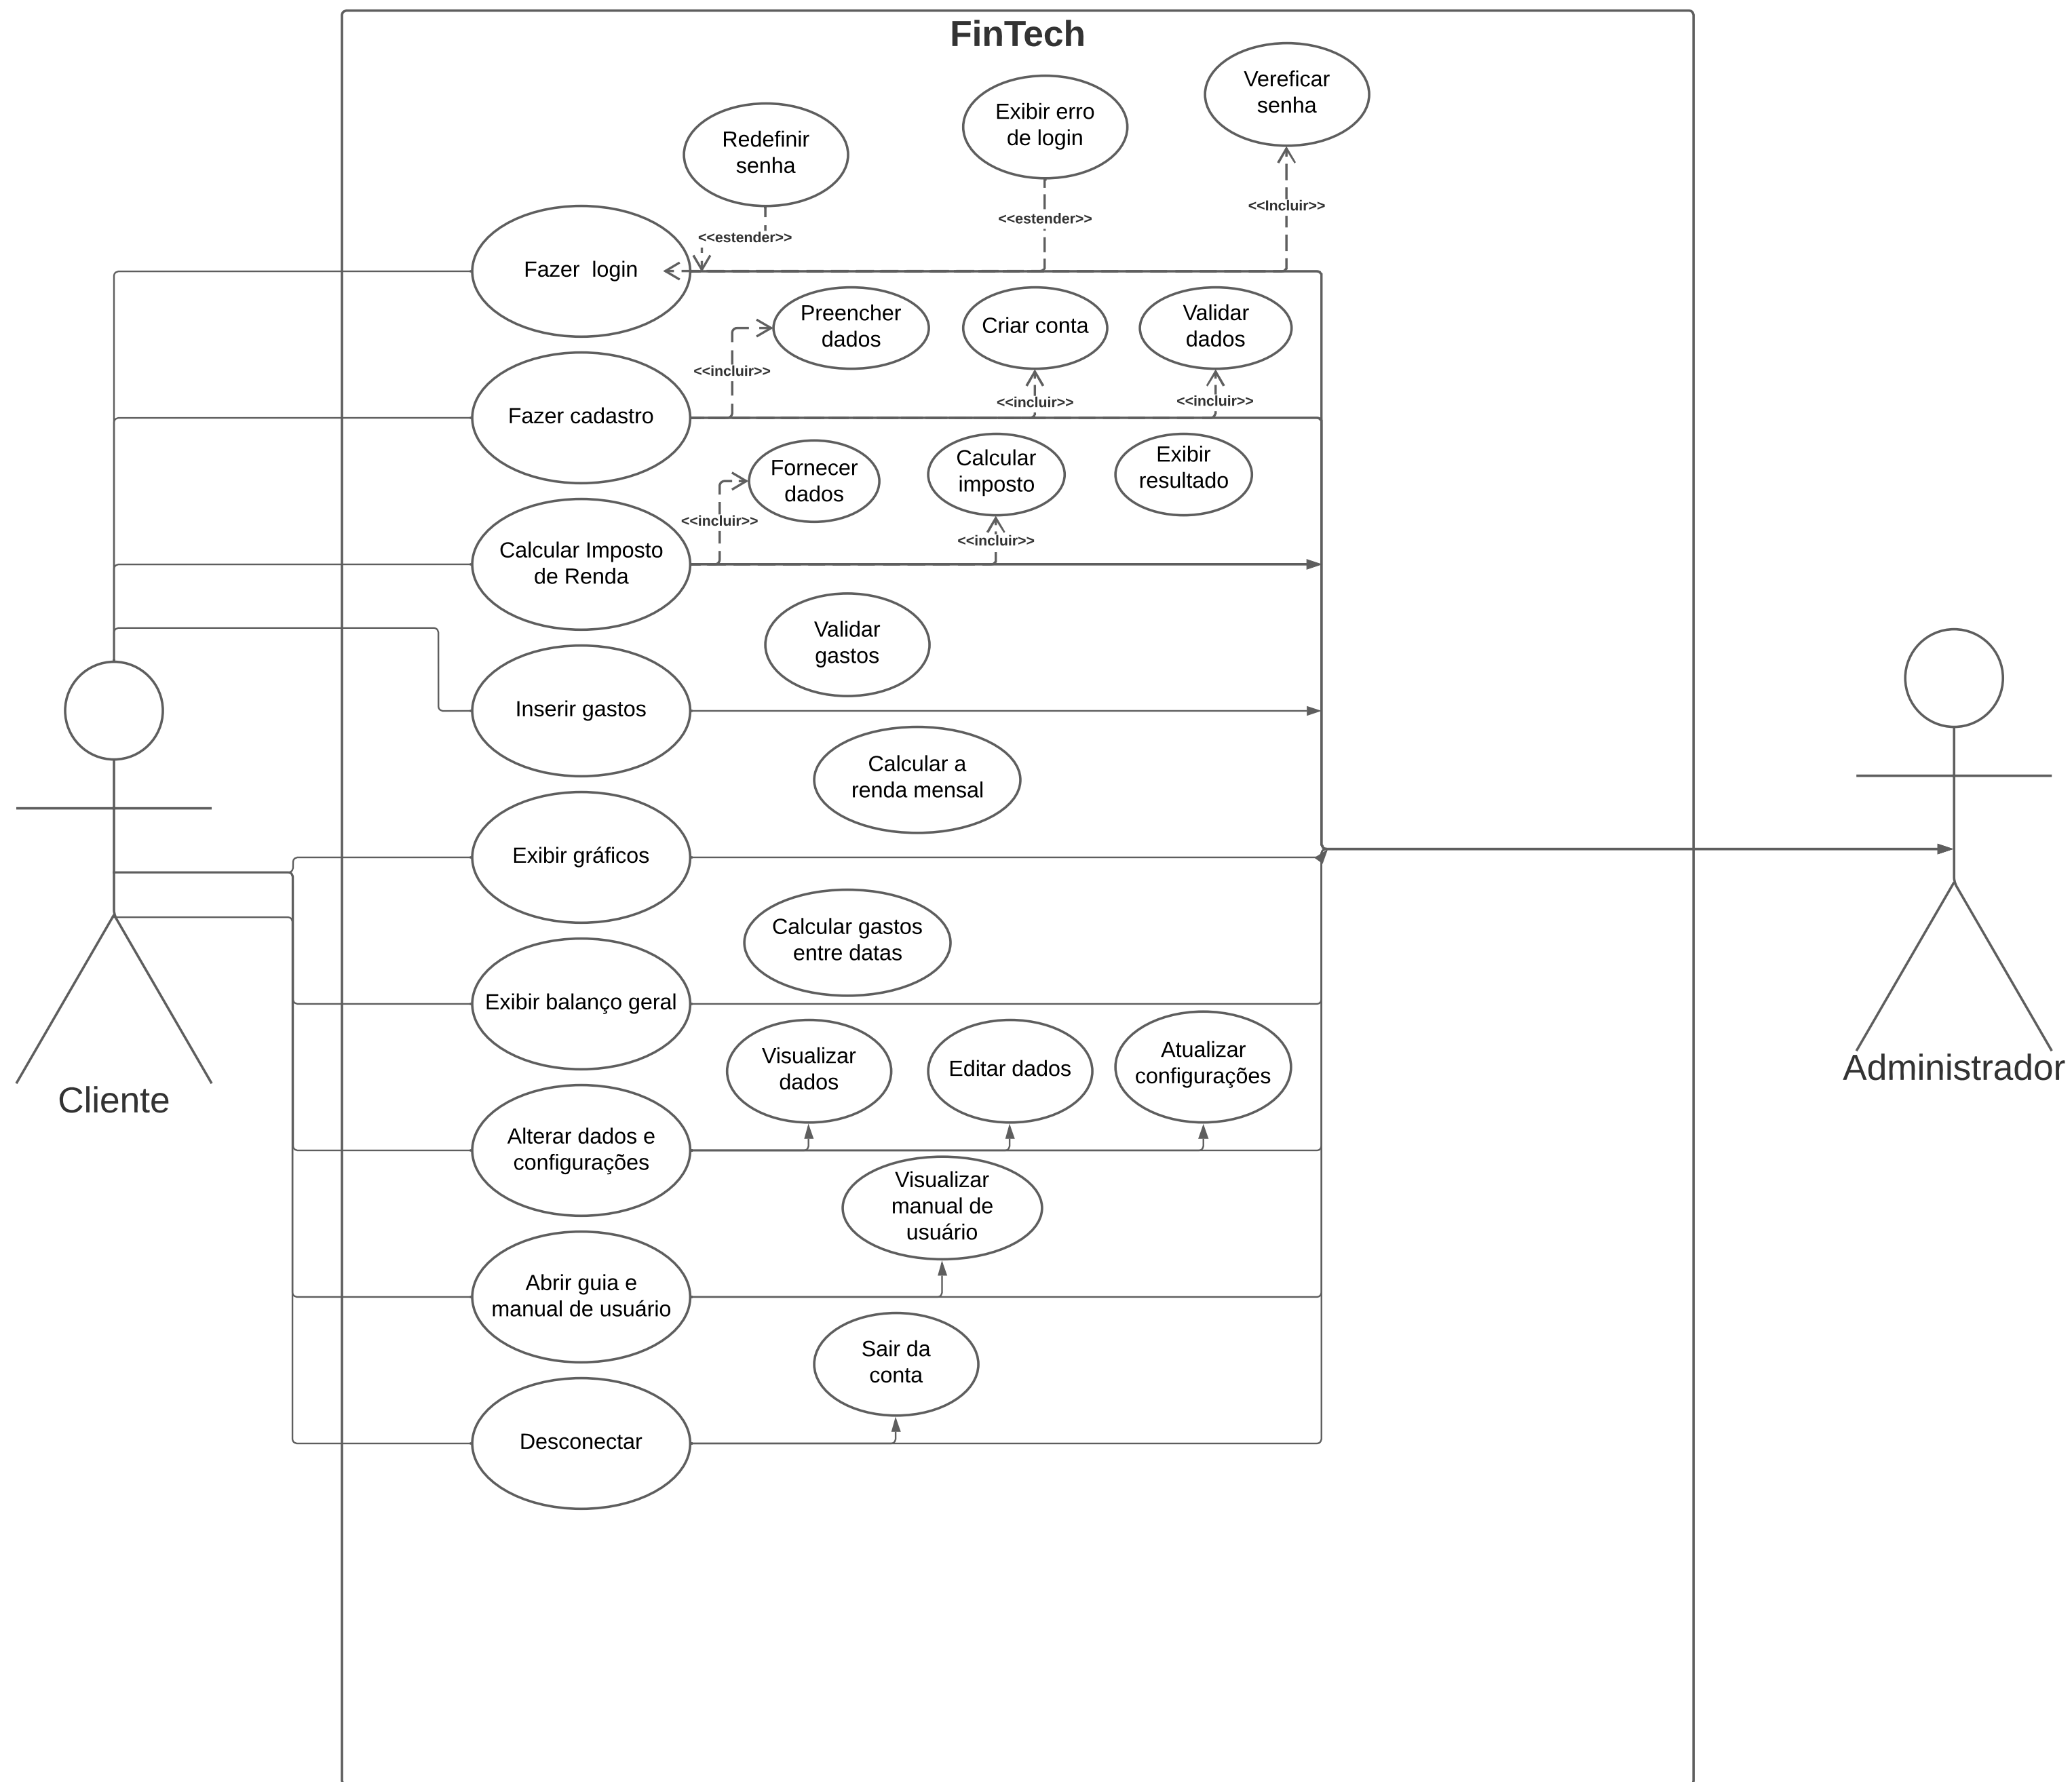 FinTech
Vereficar
senha
Exibir erro
de login
Redefinir
senha
<<Incluir>>
<<estender>>
<<estender>>
Fazer  login
Preencher
dados
Criar conta
Validar
dados
<<incluir>>
<<incluir>>
<<incluir>>
Fazer cadastro
Fornecer
dados
Calcular
imposto
Exibir
resultado
<<incluir>>
<<incluir>>
Calcular Imposto
de Renda
Validar
gastos
Inserir gastos
Calcular a
renda mensal
Exibir gráficos
Calcular gastos
entre datas
Exibir balanço geral
Visualizar
dados
Editar dados
Atualizar
configurações
Cliente
Administrador
Alterar dados e
configurações
Visualizar
manual de
usuário
Abrir guia e
manual de usuário
Sair da
conta
Desconectar